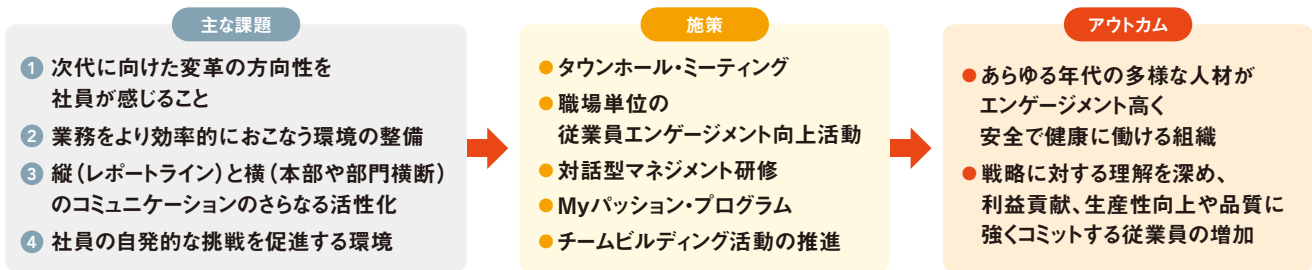 主な課題
1 次代に向けた変革の方向性を
社員が感じること
2 業務をより効率的におこなう環境の整備
3 縦（レポートライン）と横（本部や部門横断）
のコミュニケーションのさらなる活性化
4 社員の自発的な挑戦を促進する環境
施策
●タウンホール・ミーティング
●職場単位の
従業員エンゲージメント向上活動
●対話型マネジメント研修
●Myパッション・プログラム
●チームビルディング活動の推進
アウトカム
●あらゆる年代の多様な人材が
エンゲージメント高く
安全で健康に働ける組織
●戦略に対する理解を深め、
利益貢献、生産性向上や品質に
強くコミットする従業員の増加